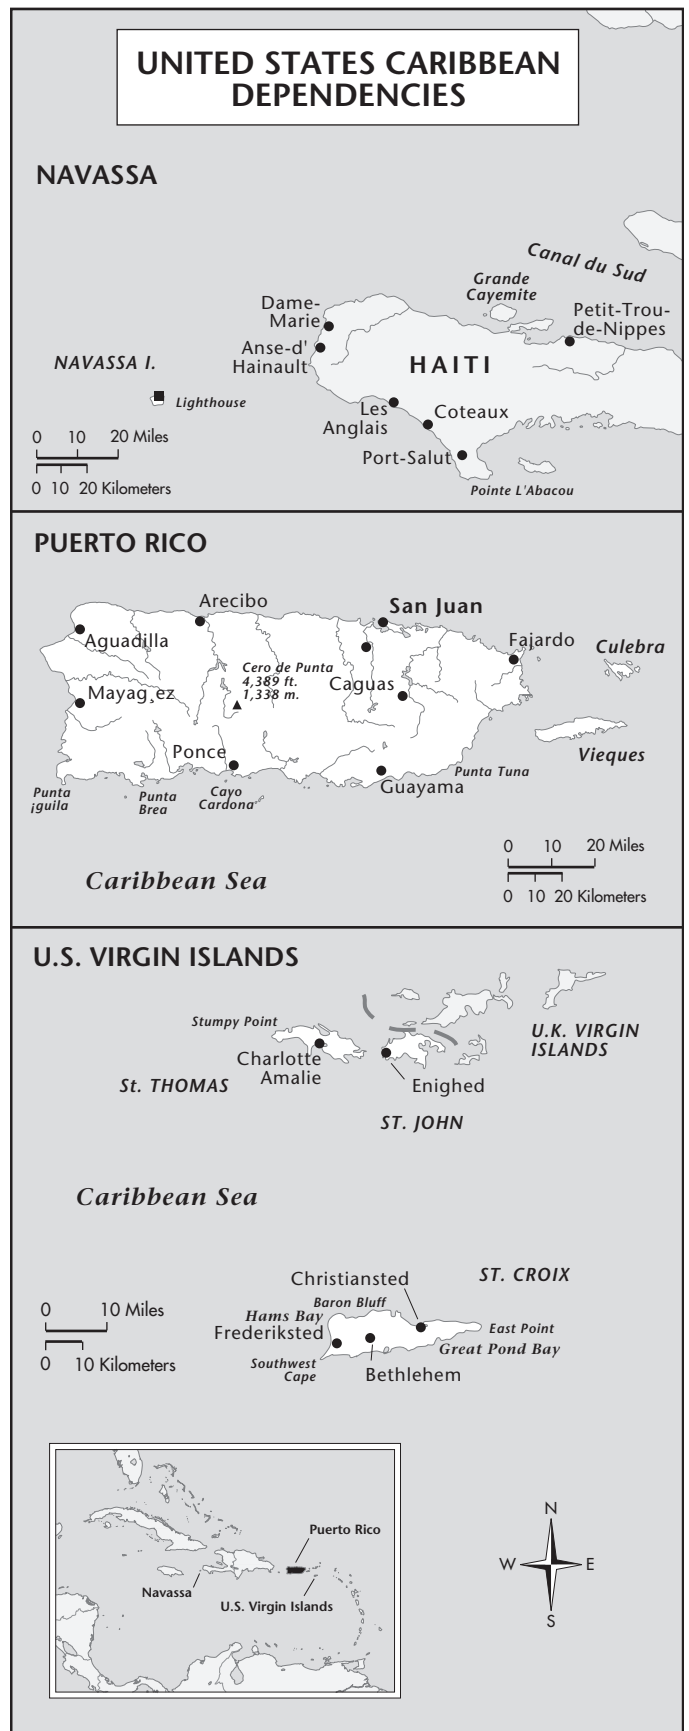 UNITED STATES CARIBBEAN
DEPENDENCIES
NAVASSA
Canal du Sud
Grande
Cayemite
Dame-
Marie
Petit-Trou-
de-Nippes
Anse-d'
Hainault
HAITI
NAVASSA I.
Lighthouse
Les
Anglais
Coteaux
Port-Salut
Pointe L'Abacou
0 10 20 Miles
0 10 20 Kilometers
PUERTO RICO
Arecibo
San Juan
Aguadilla
Fajardo
Culebra
Cero de Punta
4,389 ft.
1,338 m.
Mayag¸ez
Caguas
Vieques
Ponce
Punta Tuna
Guayama
Punta
¡guila
Punta
Brea
Cayo
Cardona
0 10 20 Miles
0 10 20 Kilometers
Caribbean Sea
U.S. VIRGIN ISLANDS
Stumpy Point
U.K. VIRGIN
ISLANDS
Charlotte
Amalie
St. THOMAS
Enighed
ST. JOHN
Caribbean Sea
Christiansted
ST. CROIX
Baron Bluff
Hams Bay
Frederiksted
East Point
Great Pond Bay
Southwest
Cape
Bethlehem
0 10 Miles
0 10 Kilometers
Puerto Rico
Navassa
U.S. Virgin Islands
N
W E
S